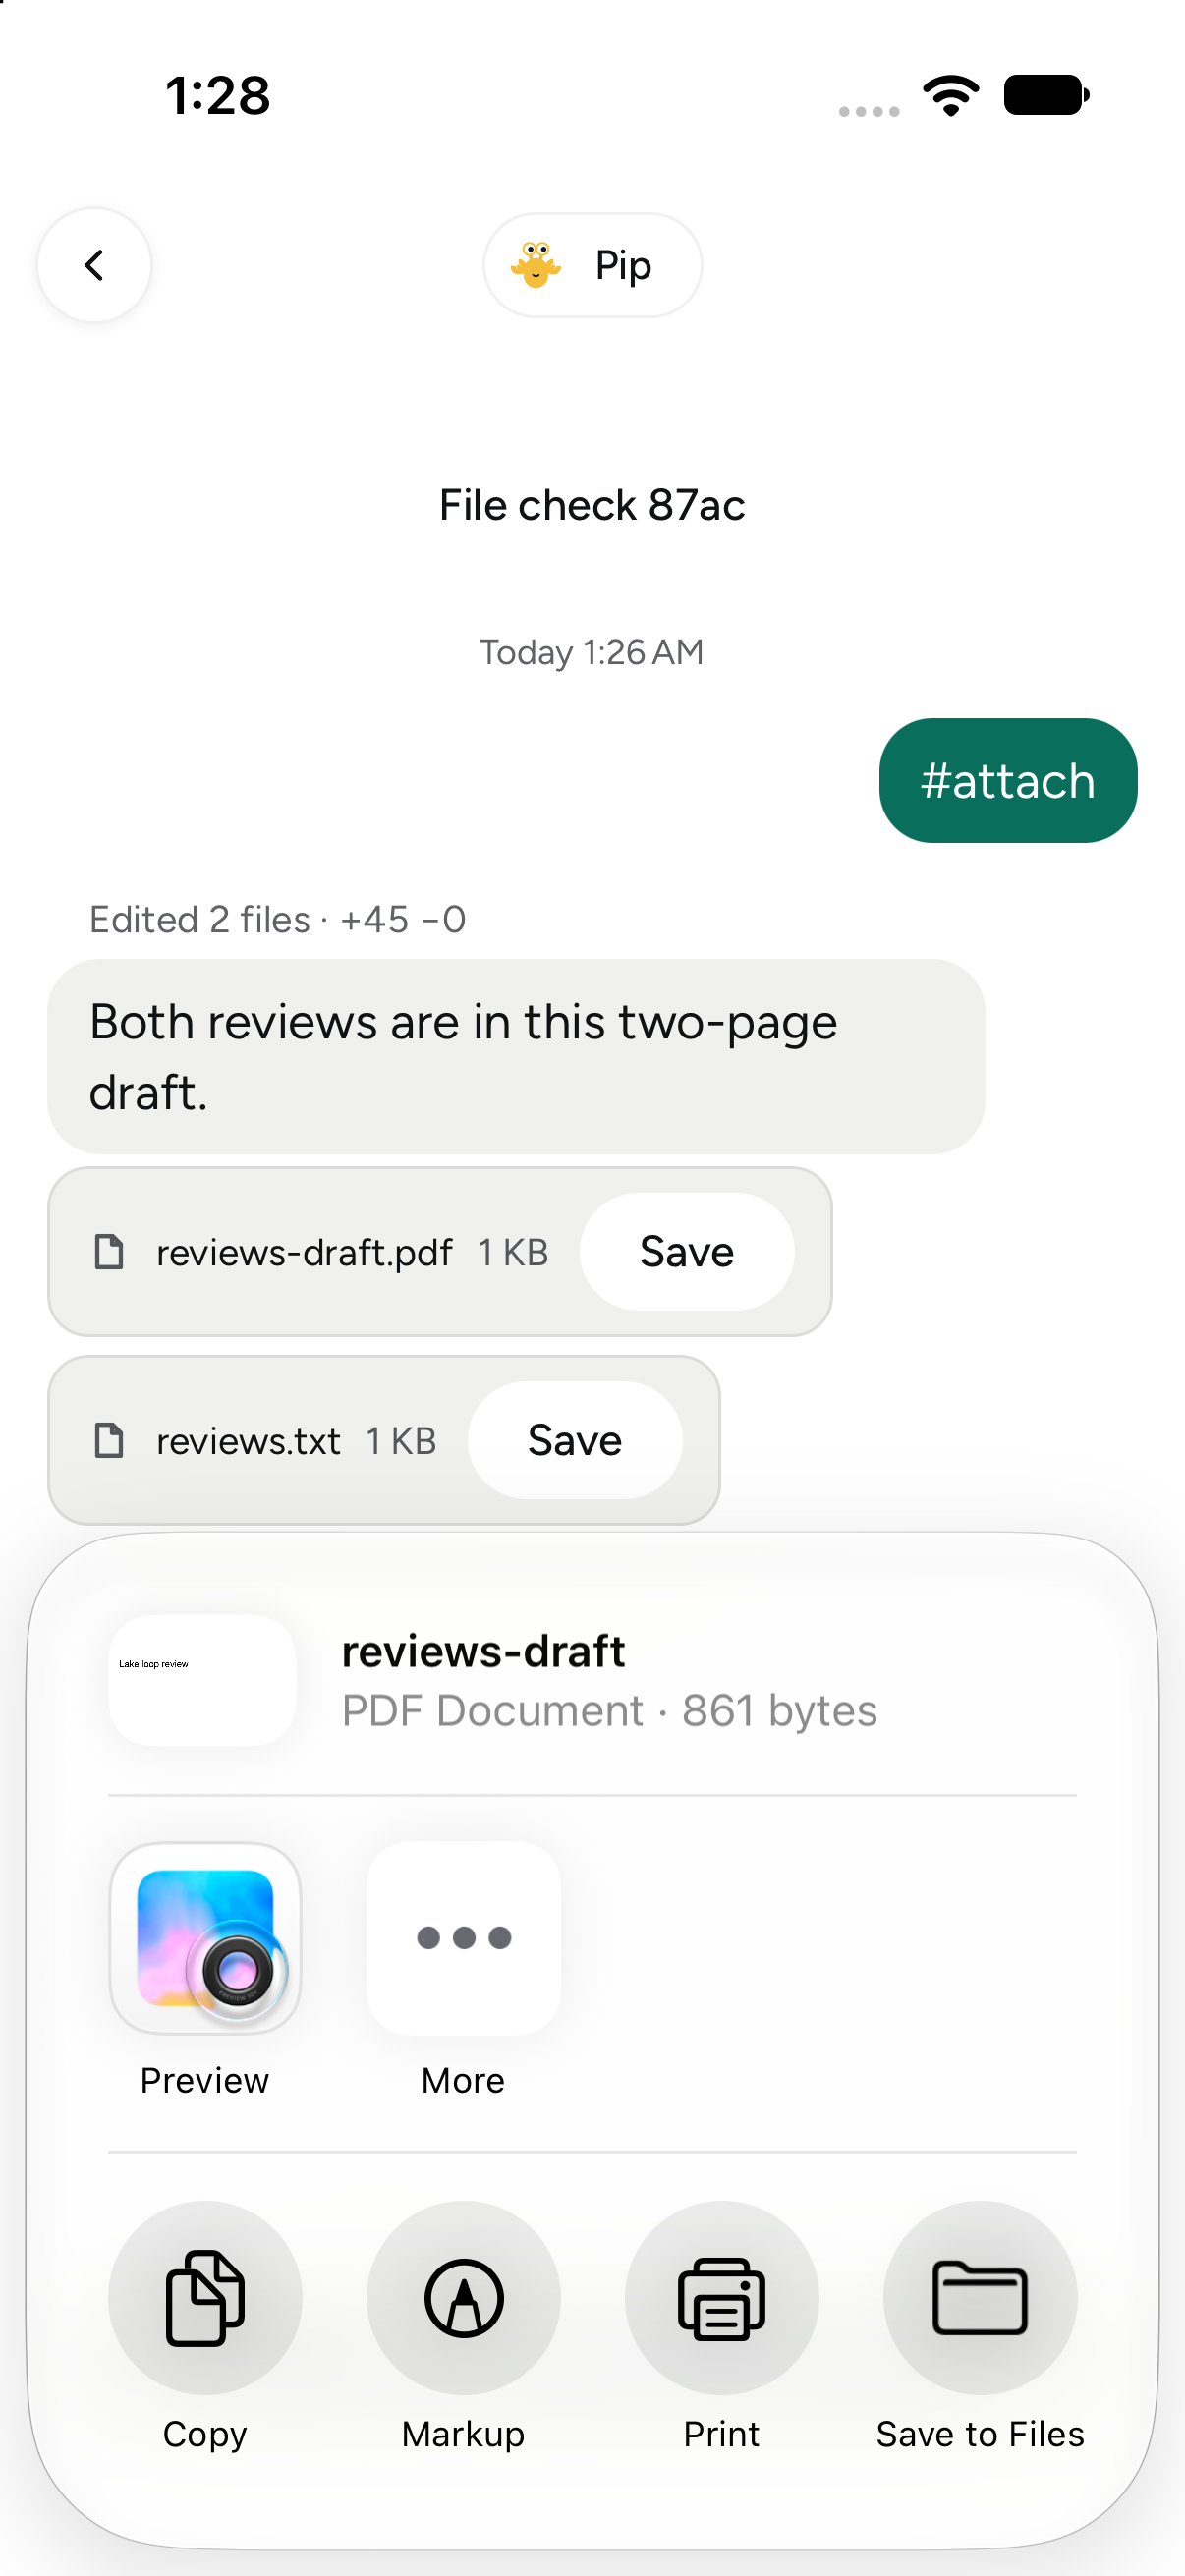 1:28
Pip
File check 87ac
Today 1:26 AM
#attach
Edited 2 files · +45 −0
Both reviews are in this two-page
draft.
reviews-draft.pdf 1 KB Save
reviews.txt 1 KB Save
Lake loop review
reviews-draft
PDF Document · 861 bytes
Preview
More
Copy
Markup
Print
Save to Files